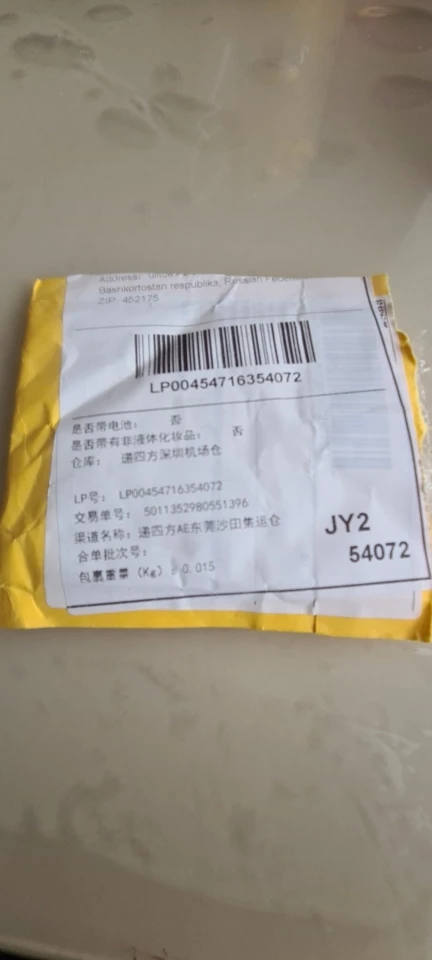 Address:
Bashkortostan respublika, Russian Feder
ZIP: 452175
LP00454716354072
是否带电池: 否
是否带有非液体化妆品: 否
仓库: 递四方深圳机场仓
LP号: LP00454716354072
交易单号: 5011352980551396
渠道名称: 递四方AE东莞沙田集运仓
合单批次号:
包裹重量 (Kg) : 0.015
JY2
54072